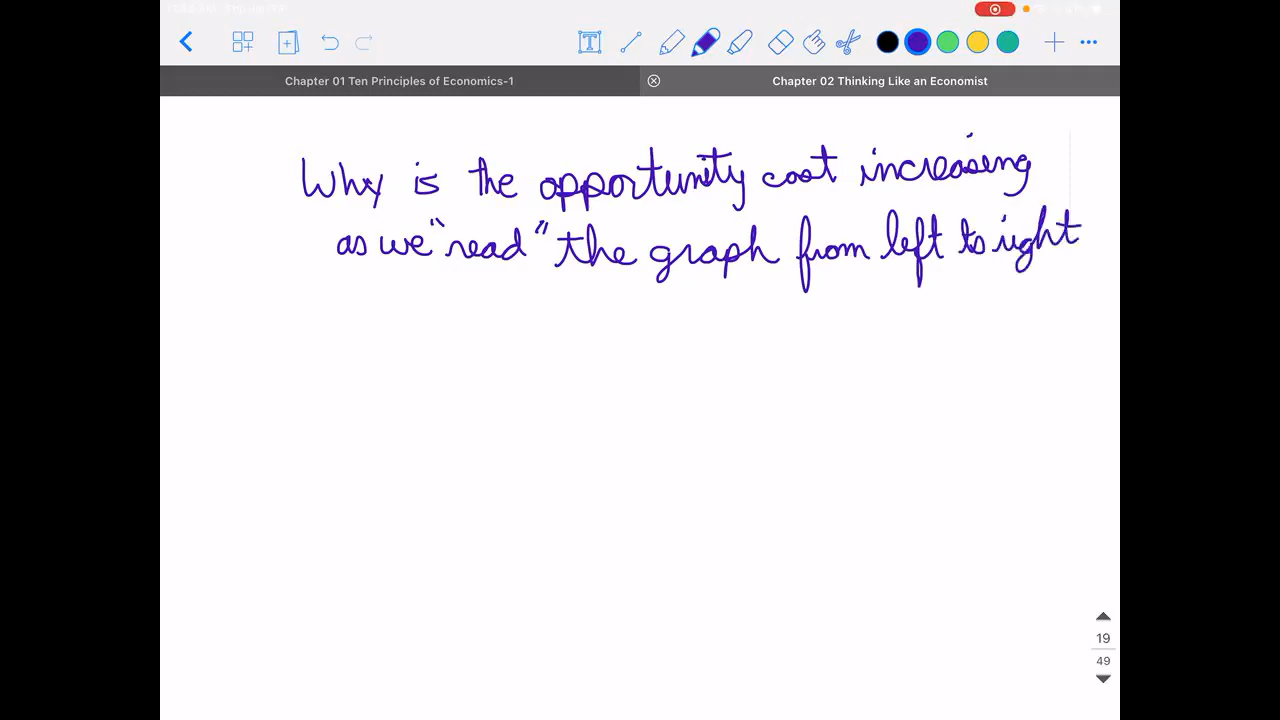 Chapter 01 Ten Principles of Economics-1
Chapter 02 Thinking Like an Economist
Why is the opportunity cost increasing
as we "read" the graph from left to right
19
49